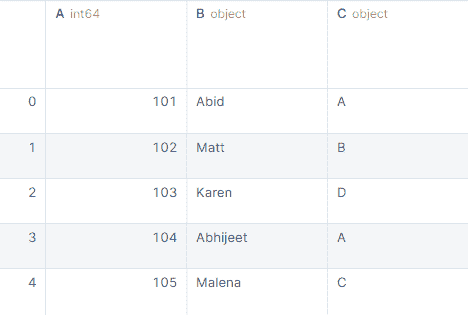 A int64 B object C object
0 101 Abid A
1 102 Matt B
2 103 Karen D
3 104 Abhijeet A
4 105 Malena C